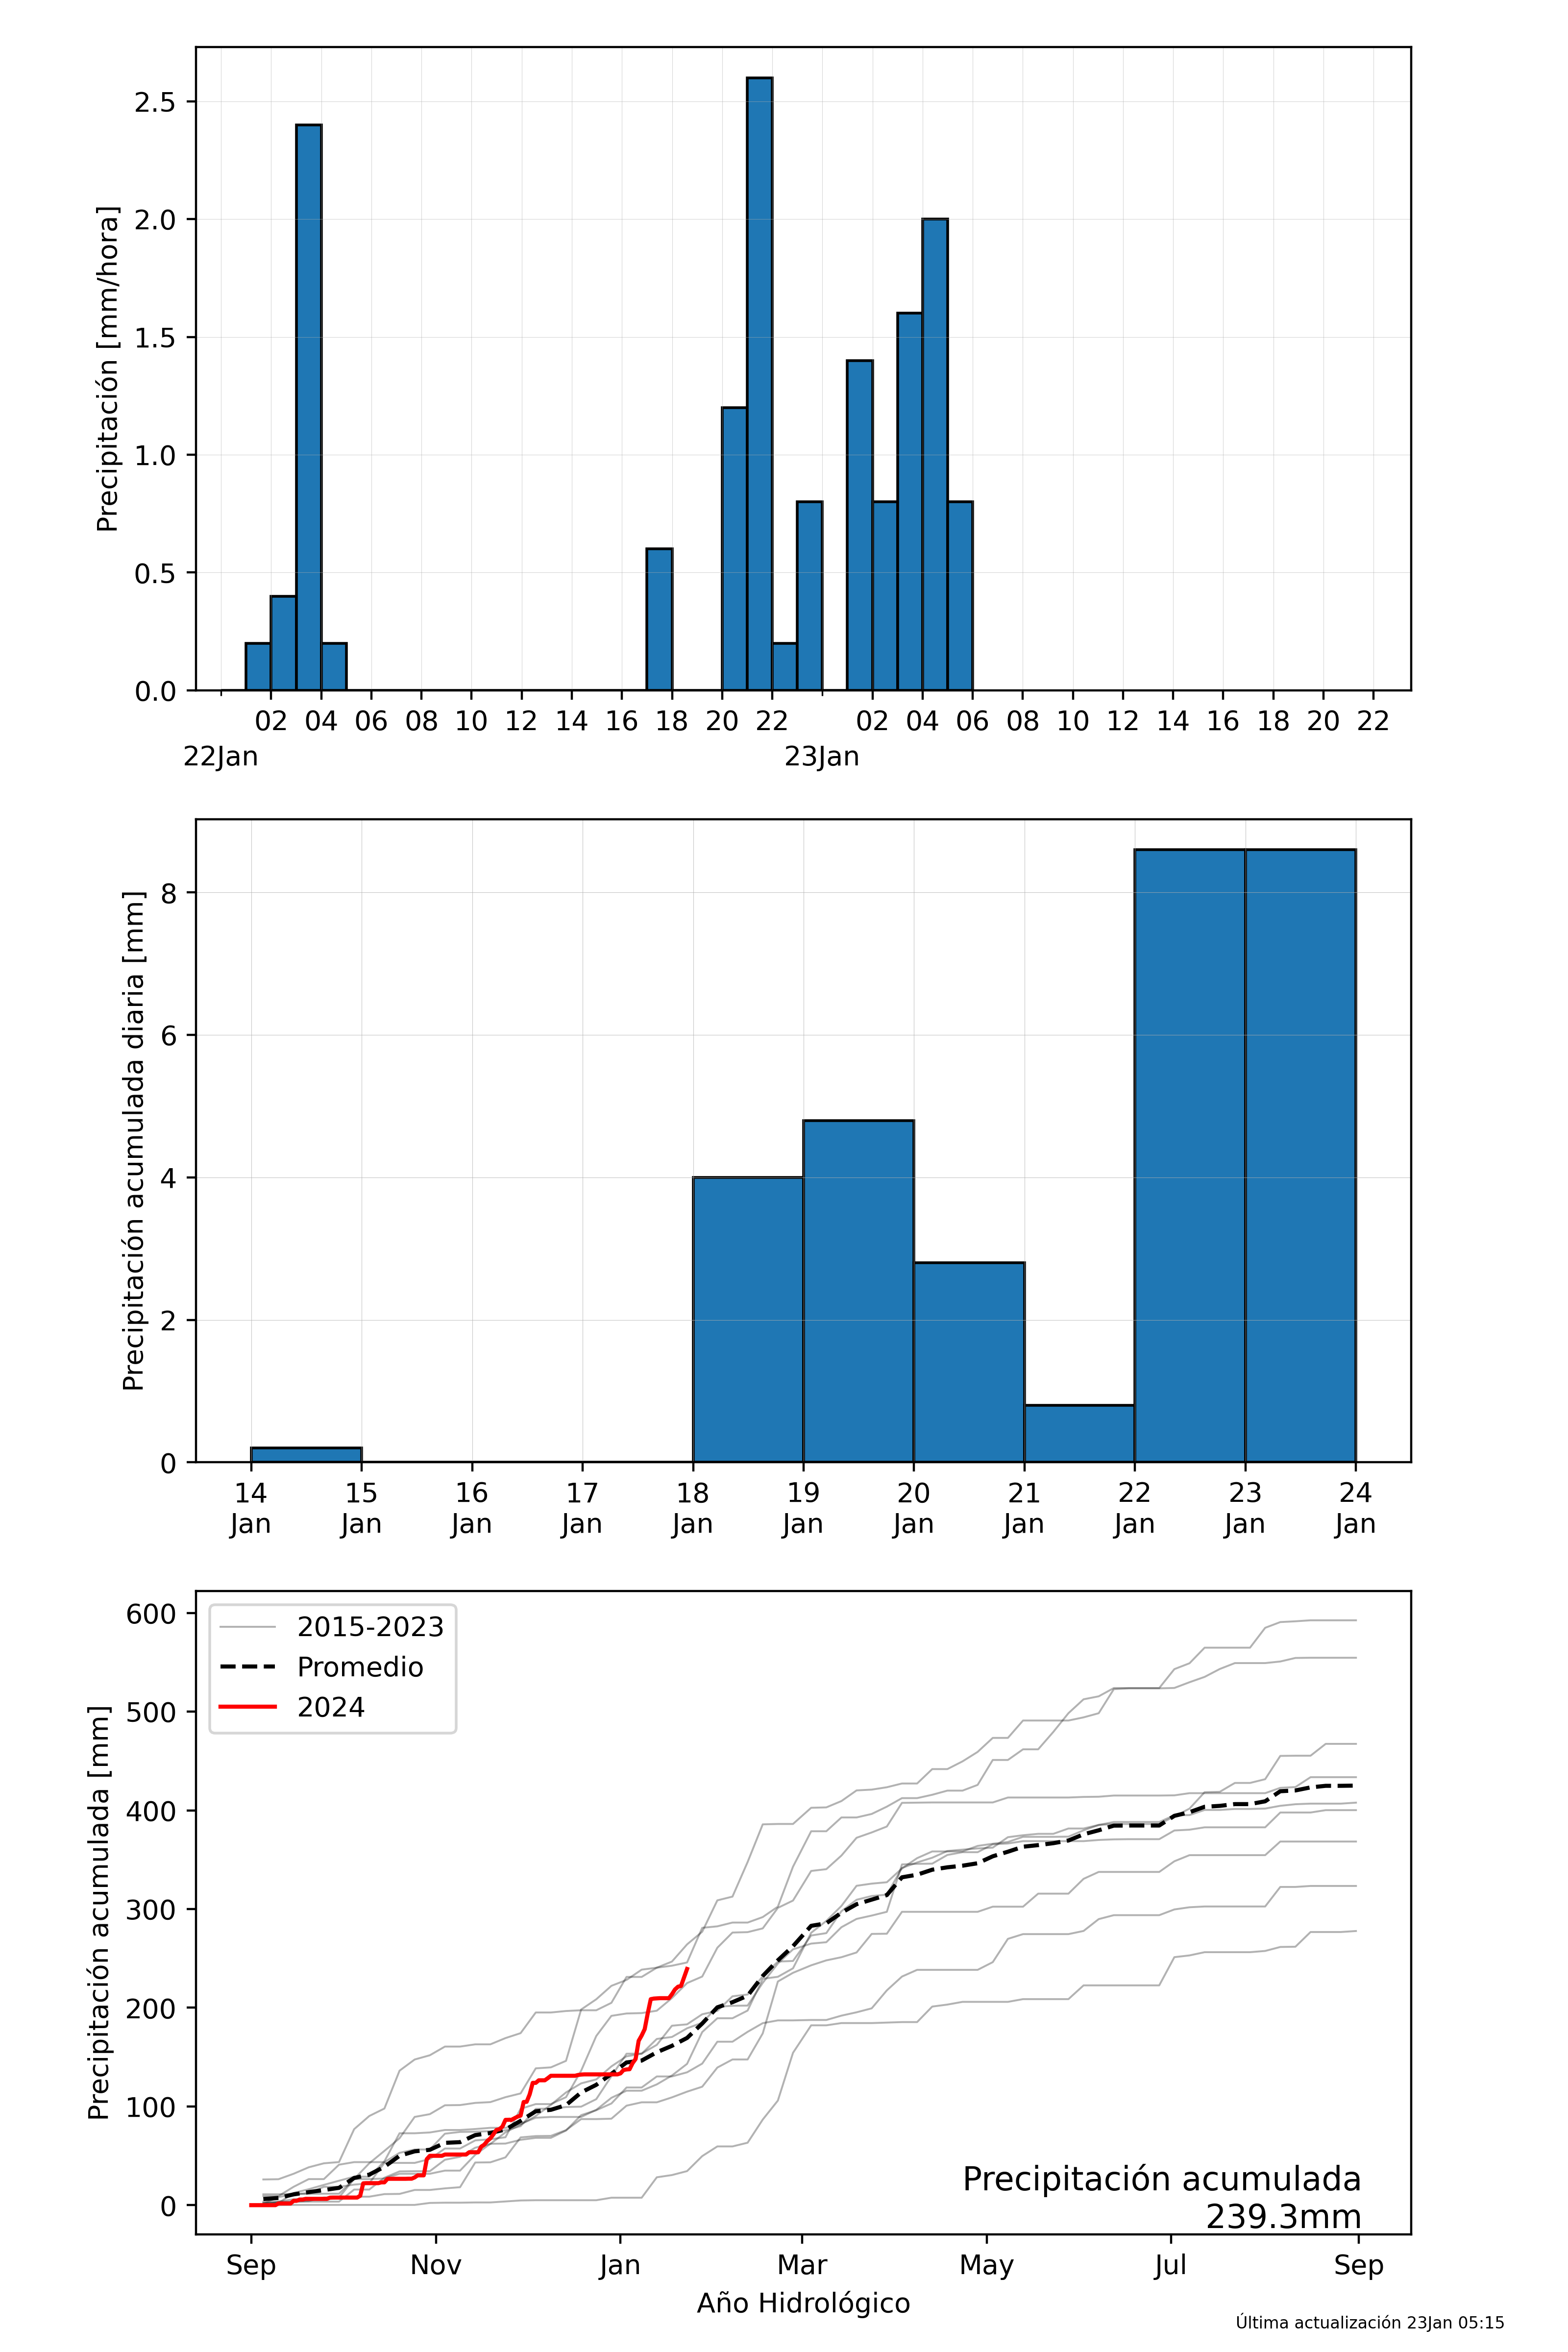 Precipitación [mm/hora]
2.5
2.0
1.5
1.0
0.5
0.0
02 04 06 08 10 12 14 16 18 20 22 02 04 06 08 10 12 14 16 18 20 22
22Jan 23Jan
Precipitación acumulada diaria [mm]
8
6
4
2
0
14 15 16 17 18 19 20 21 22 23 24
Jan Jan Jan Jan Jan Jan Jan Jan Jan Jan Jan
Precipitación acumulada [mm]
600
500
400
300
200
100
0
2015-2023
Promedio
2024
Precipitación acumulada
239.3mm
Sep Nov Jan Mar May Jul Sep
Año Hidrológico
Última actualización 23Jan 05:15